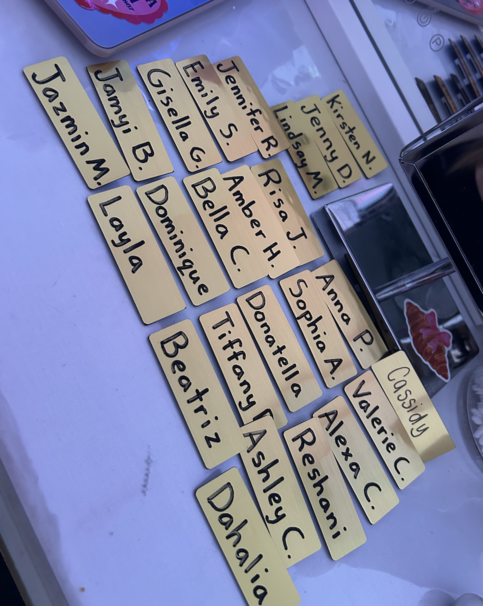 Jazmin M.
Jamyi B.
Gisella G.
Emily S.
Jennifer R.
Lindsay M.
Jenny D.
Kirsten N.
Layla
Dominique
Bella C.
Amber H.
Risa J.
Beatriz
Tiffany
Donatella
Sophia A.
Anna P.
Dahalia
Ashley C.
Reshani
Alexa C.
Valerie C.
Cassidy